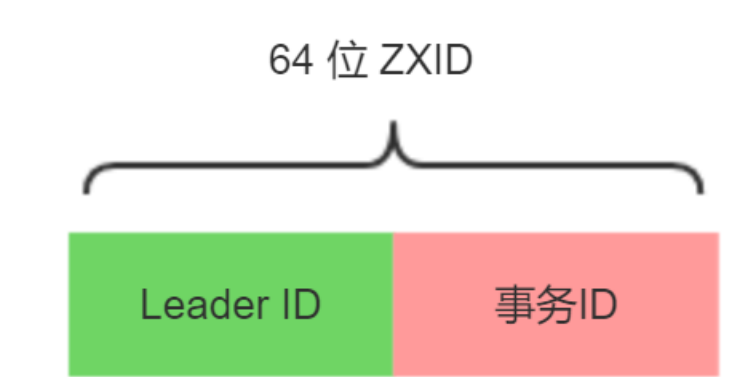 64 位 ZXID
Leader ID
事务ID